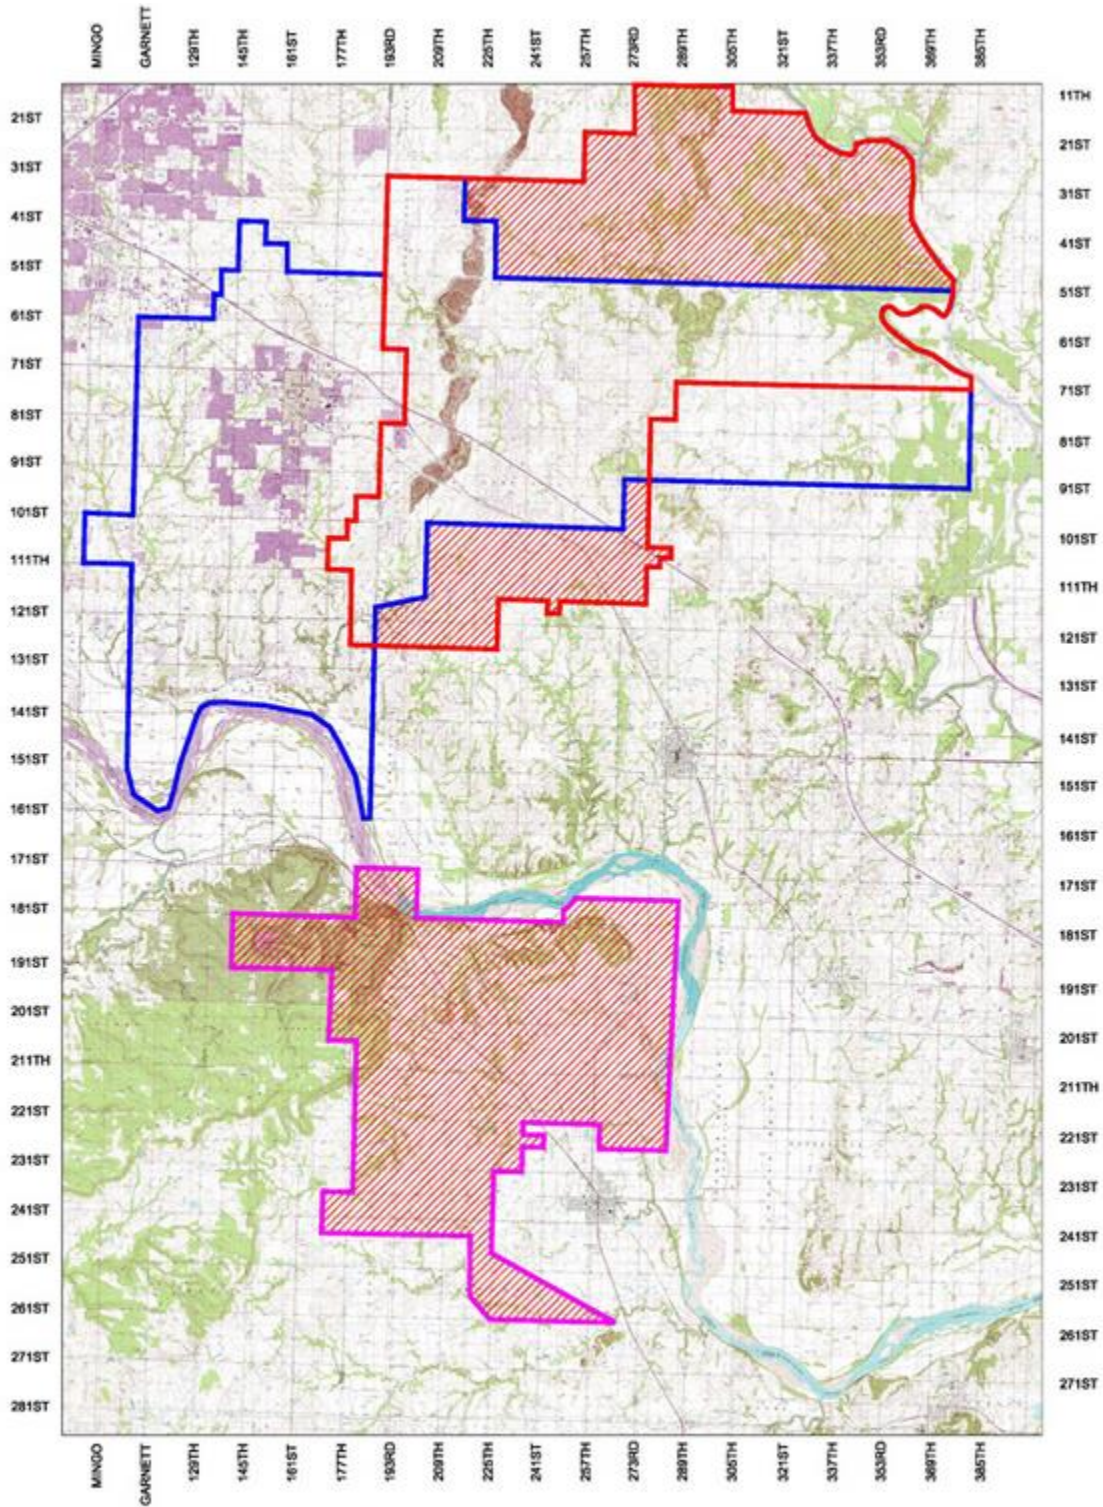 MINGO
GARNETT
129TH
145TH
161ST
177TH
193RD
209TH
225TH
241ST
257TH
273RD
289TH
305TH
321ST
337TH
353RD
369TH
385TH
21ST
31ST
41ST
51ST
61ST
71ST
81ST
91ST
101ST
111TH
121ST
131ST
141ST
151ST
161ST
171ST
181ST
191ST
201ST
211TH
221ST
231ST
241ST
251ST
261ST
271ST
281ST
11TH
21ST
31ST
41ST
51ST
61ST
71ST
81ST
91ST
101ST
111TH
121ST
131ST
141ST
151ST
161ST
171ST
181ST
191ST
201ST
211TH
221ST
231ST
241ST
251ST
261ST
271ST
MINGO
GARNETT
129TH
145TH
161ST
177TH
193RD
209TH
225TH
241ST
257TH
273RD
289TH
305TH
321ST
337TH
353RD
369TH
385TH